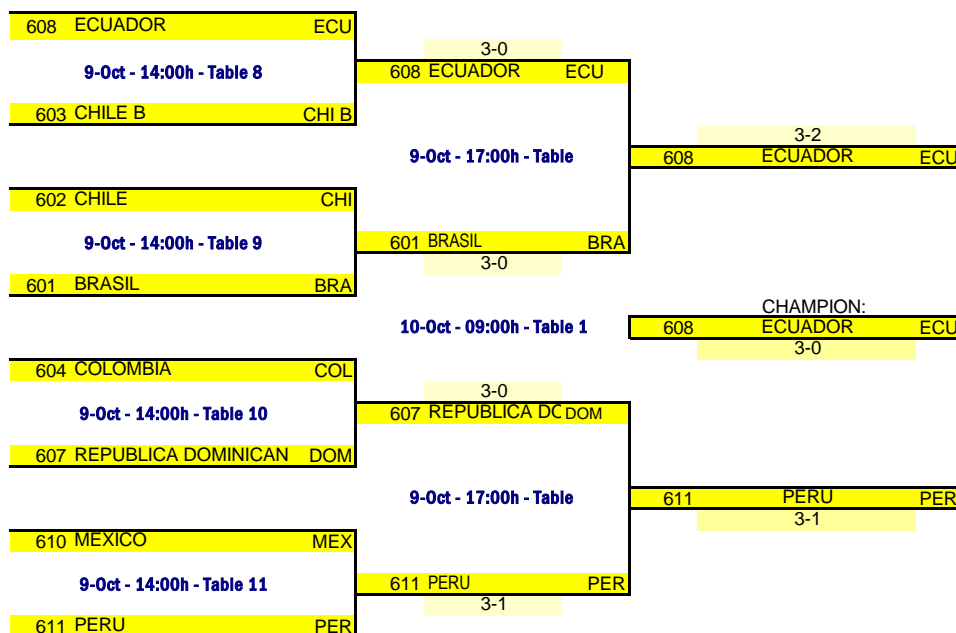 608 ECUADOR ECU
3-0
9-Oct - 14:00h - Table 8
608 ECUADOR ECU
603 CHILE B CHI B
3-2
9-Oct - 17:00h - Table
608 ECUADOR ECU
602 CHILE CHI
9-Oct - 14:00h - Table 9
601 BRASIL BRA
3-0
601 BRASIL BRA
CHAMPION:
10-Oct - 09:00h - Table 1
608 ECUADOR ECU
3-0
604 COLOMBIA COL
3-0
9-Oct - 14:00h - Table 10
607 REPUBLICA DC DOM
607 REPUBLICA DOMINICAN DOM
9-Oct - 17:00h - Table
611 PERU PER
3-1
610 MEXICO MEX
9-Oct - 14:00h - Table 11
611 PERU PER
3-1
611 PERU PER